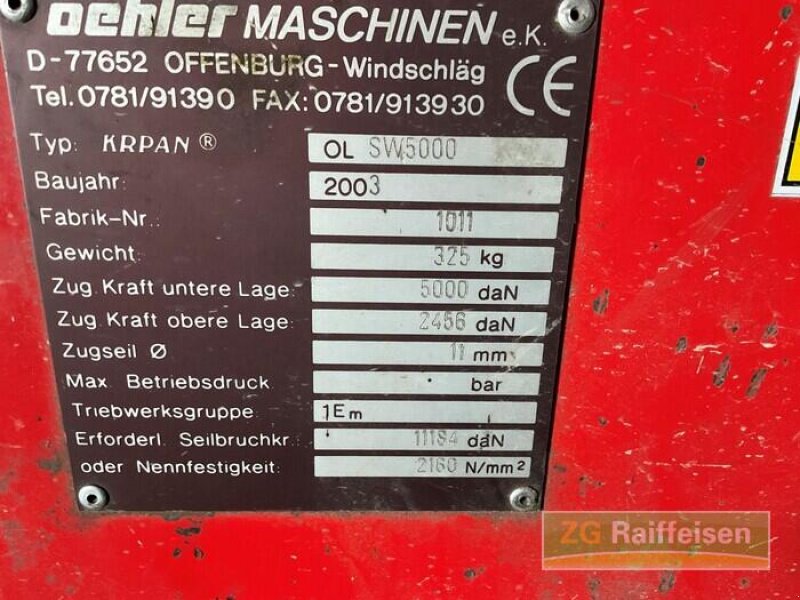 oehler MASCHINEN e.K.
D-77652 OFFENBURG-Windschläg
Tel. 0781/91390 FAX: 0781/913930
CE
Typ: KRPAN® OL SW5000
Baujahr: 2003
Fabrik-Nr.: 1011
Gewicht: 325 kg
Zug. Kraft untere Lage: 5000 daN
Zug. Kraft obere Lage: 2456 daN
Zugseil Ø 11 mm
Max. Betriebsdruck bar
Triebwerksgruppe: 1Em
Erforderl. Seilbruchkr.: 11184 daN
oder Nennfestigkeit: 2160 N/mm²
ZG Raiffeisen